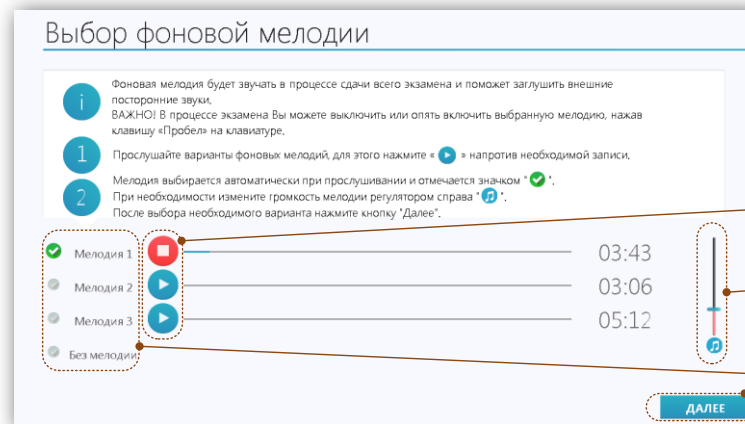 Выбор фоновой мелодии
i
Фоновая мелодия будет звучать в процессе сдачи всего экзамена и поможет заглушить внешние
посторонние звуки.
ВАЖНО! В процессе экзамена Вы можете выключить или опять включить выбранную мелодию, нажав
клавишу «Пробел» на клавиатуре.
1
Прослушайте варианты фоновых мелодий, для этого нажмите « » напротив необходимой записи.
2
Мелодия выбирается автоматически при прослушивании и отмечается значком " ".
При необходимости измените громкость мелодии регулятором справа " ".
После выбора необходимого варианта нажмите кнопку "Далее".
Мелодия 1 03:43
Мелодия 2 03:06
Мелодия 3 05:12
Без мелодии
ДАЛЕЕ